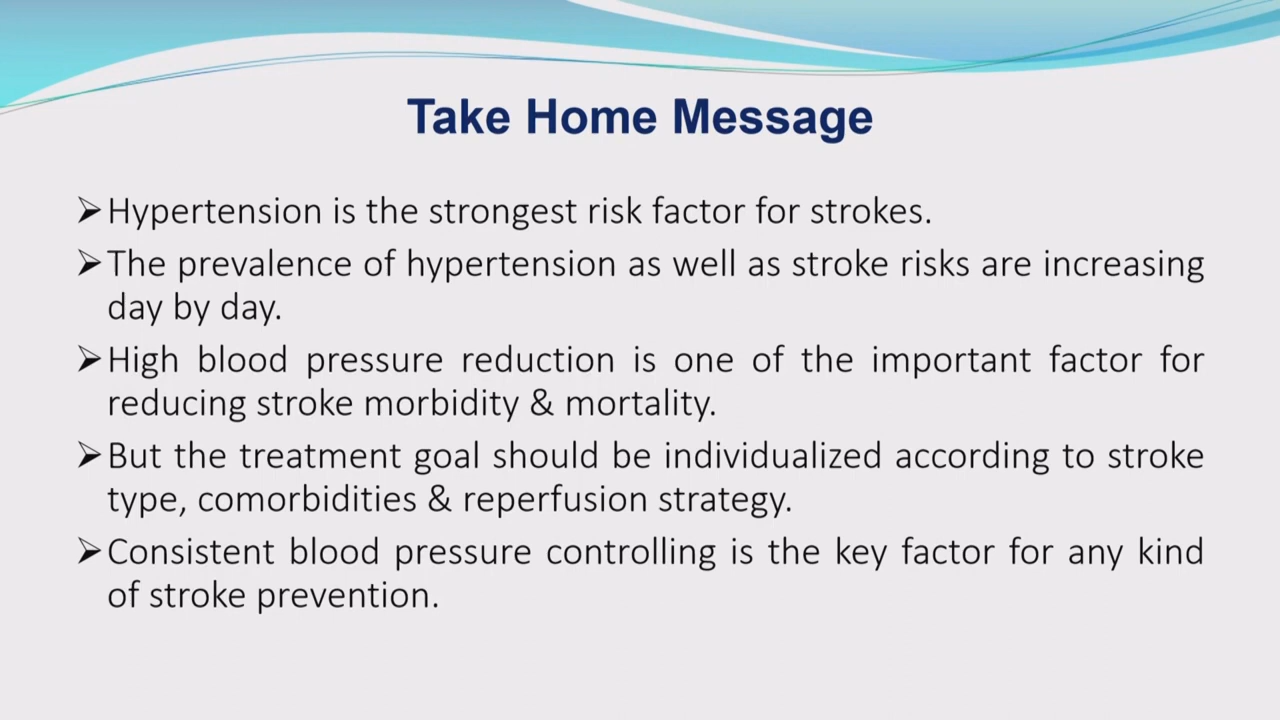 Take Home Message
➢Hypertension is the strongest risk factor for strokes.
➢The prevalence of hypertension as well as stroke risks are increasing
day by day.
➢High blood pressure reduction is one of the important factor for
reducing stroke morbidity & mortality.
➢But the treatment goal should be individualized according to stroke
type, comorbidities & reperfusion strategy.
➢Consistent blood pressure controlling is the key factor for any kind
of stroke prevention.